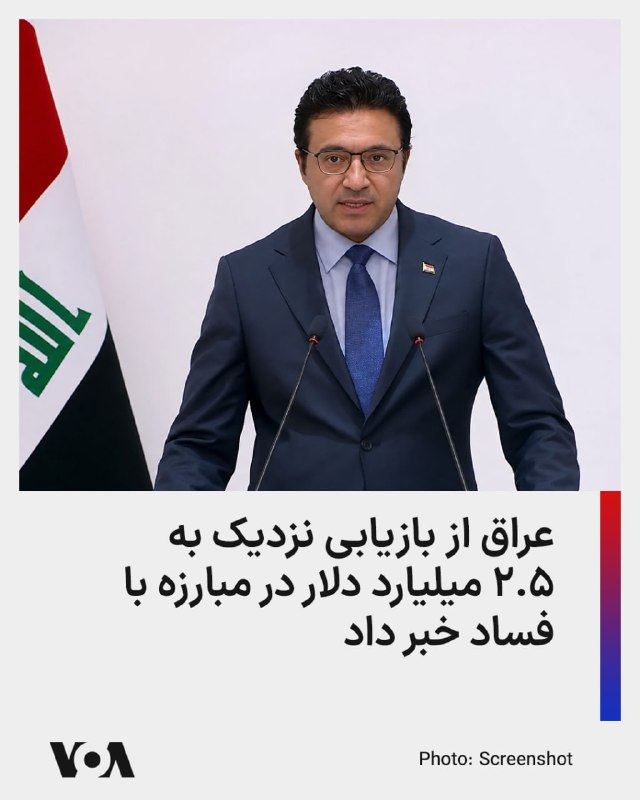 عراق از بازیابی نزدیک به
۲.۵ میلیارد دلار در مبارزه با
فساد خبر داد
VOA
Photo: Screenshot